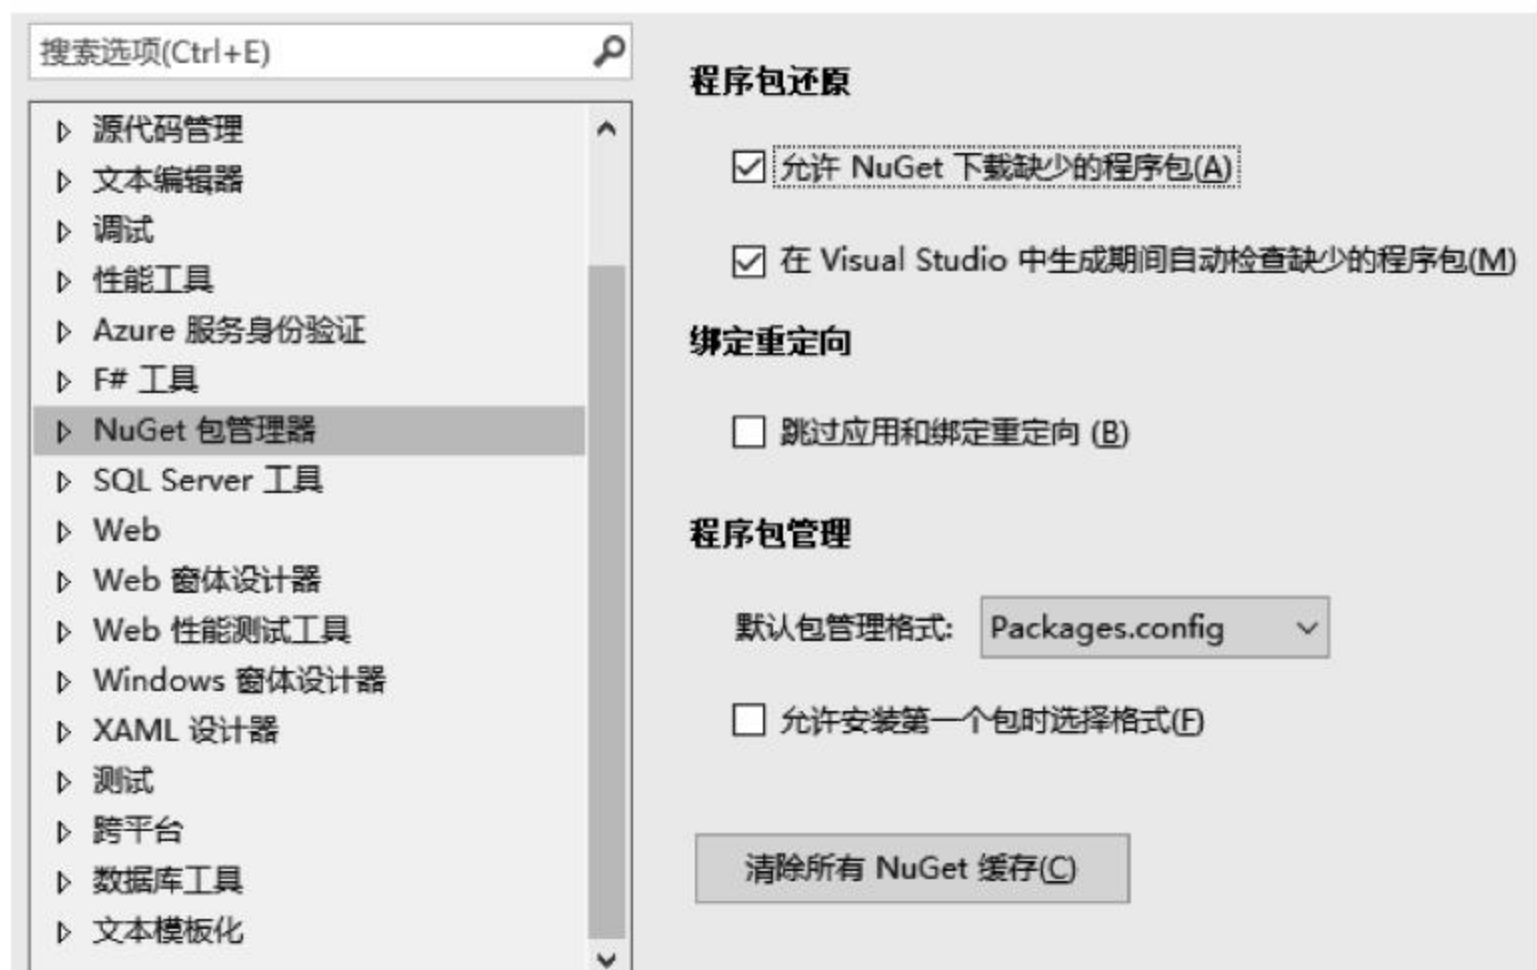 搜索选项(Ctrl+E)
源代码管理
文本编辑器
调试
性能工具
Azure 服务身份验证
F# 工具
NuGet 包管理器
SQL Server 工具
Web
Web 窗体设计器
Web 性能测试工具
Windows 窗体设计器
XAML 设计器
测试
跨平台
数据库工具
文本模板化
程序包还原
允许 NuGet 下载缺少的程序包(A)
在 Visual Studio 中生成期间自动检查缺少的程序包(M)
绑定重定向
跳过应用和绑定重定向 (B)
程序包管理
默认包管理格式: Packages.config
允许安装第一个包时选择格式(F)
清除所有 NuGet 缓存(C)